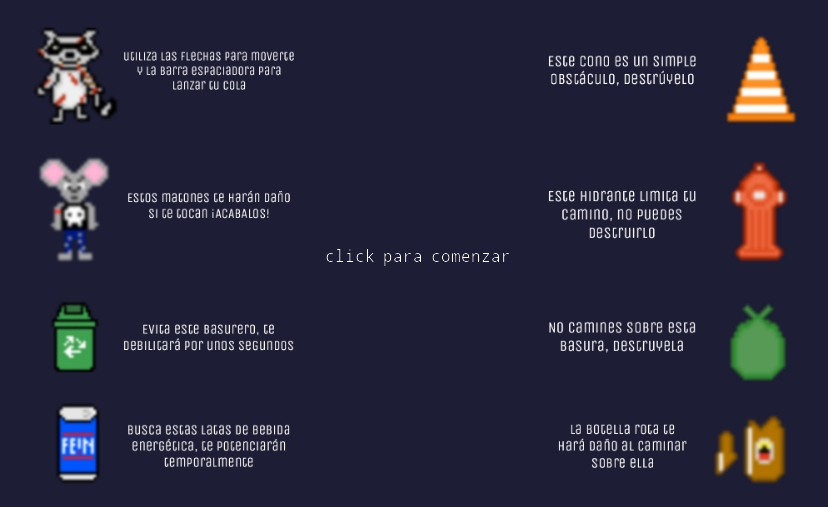 Utiliza las flechas para moverte
y la barra espaciadora para
lanzar tu cola
Este cono es un simple
obstáculo, destrúyelo
Estos matones te harán daño
si te tocan ¡ACABALOS!
Este hidrante limita tu
camino, no puedes
destruirlo
click para comenzar
Evita este basurero, te
debilitará por unos segundos
No camines sobre esta
basura, destruyela
Busca estas latas de bebida
energética, te potenciarán
temporalmente
FE!N
La botella rota te
hará daño al caminar
sobre ella